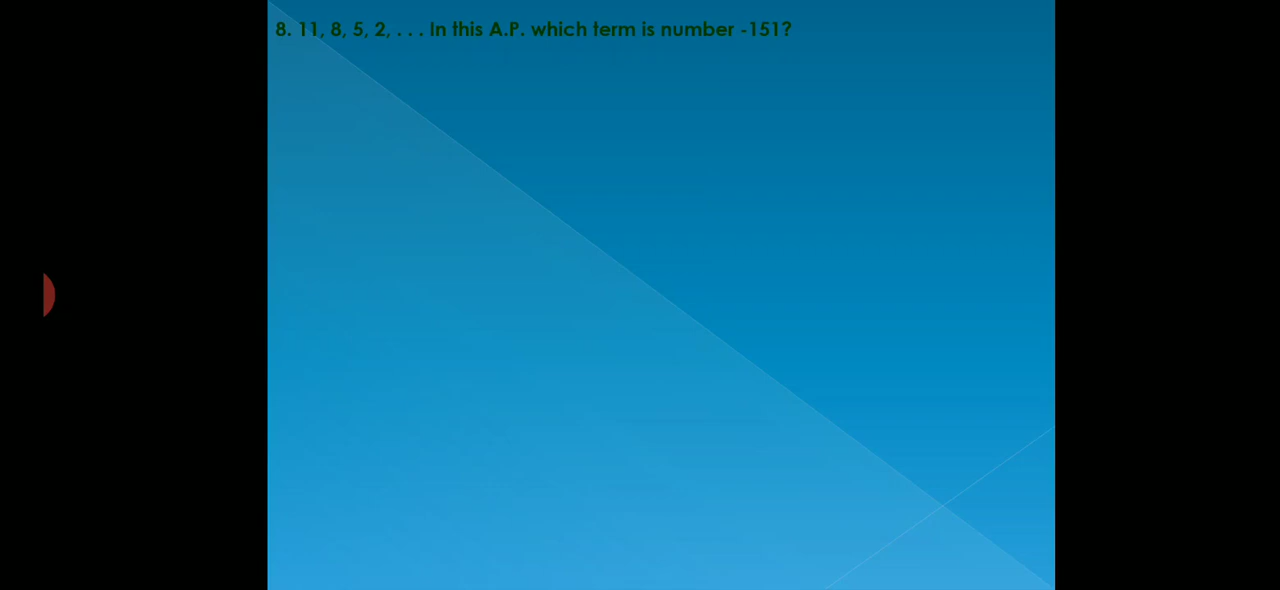 8. 11, 8, 5, 2, . . . In this A.P. which term is number -151?